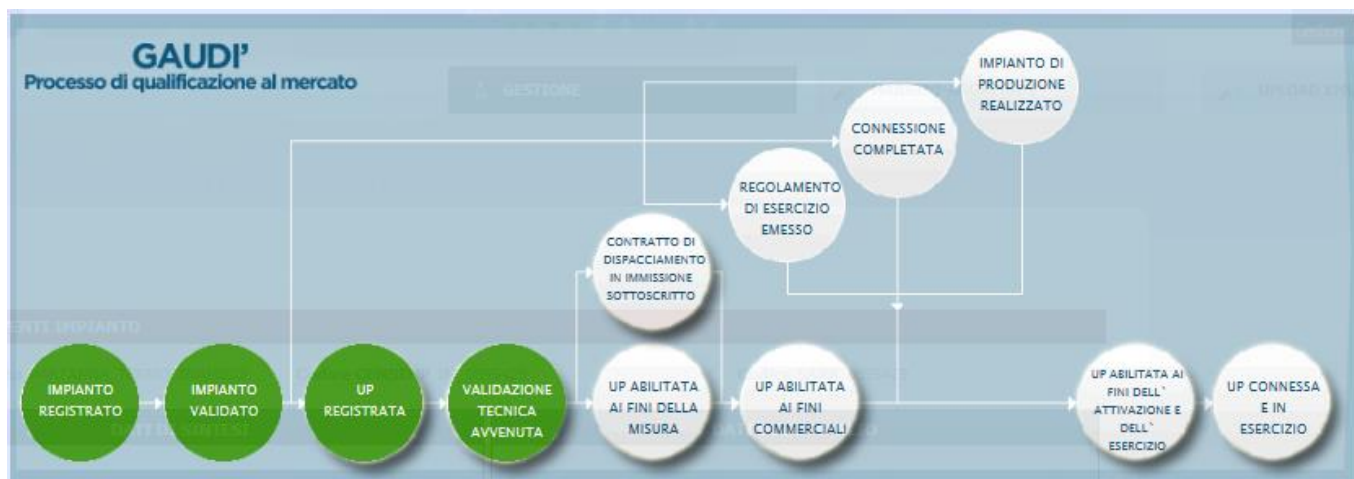 GAUDI'
Processo di qualificazione al mercato
GESTIONE
IMPIANTO DI
PRODUZIONE
REALIZZATO
CONNESSIONE
COMPLETATA
REGOLAMENTO
DI ESERCIZIO
EMESSO
CONTRATTO DI
DISPACCIAMENTO
IN IMMISSIONE
SOTTOSCRITTO
IMPIANTO
REGISTRATO
IMPIANTO
VALIDATO
UP
REGISTRATA
VALIDAZIONE
TECNICA
AVVENUTA
UP ABILITATA
AI FINI DELLA
MISURA
UP ABILITATA
AI FINI
COMMERCIALI
UP ABILITATA AI
FINI DELL`
ATTIVAZIONE E
DELL`
ESERCIZIO
UP CONNESSA
E IN
ESERCIZIO